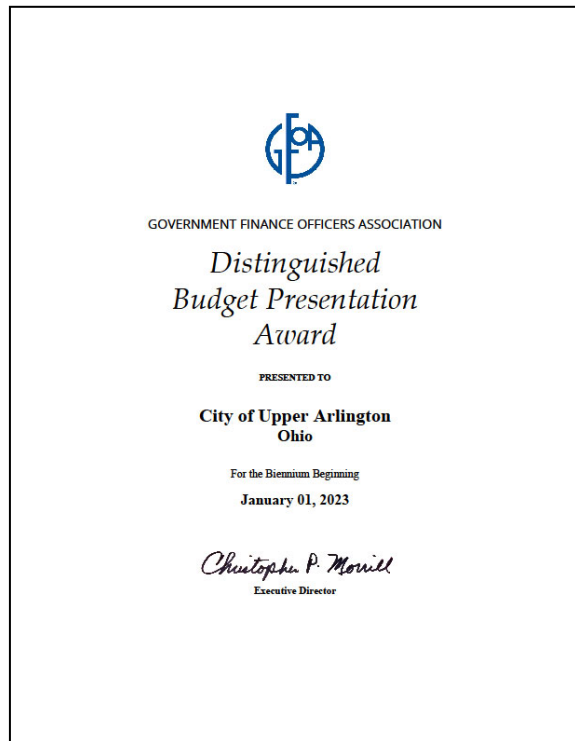 GFOA
GOVERNMENT FINANCE OFFICERS ASSOCIATION
Distinguished
Budget Presentation
Award
PRESENTED TO
City of Upper Arlington
Ohio
For the Biennium Beginning
January 01, 2023
Christopher P. Morrill
Executive Director